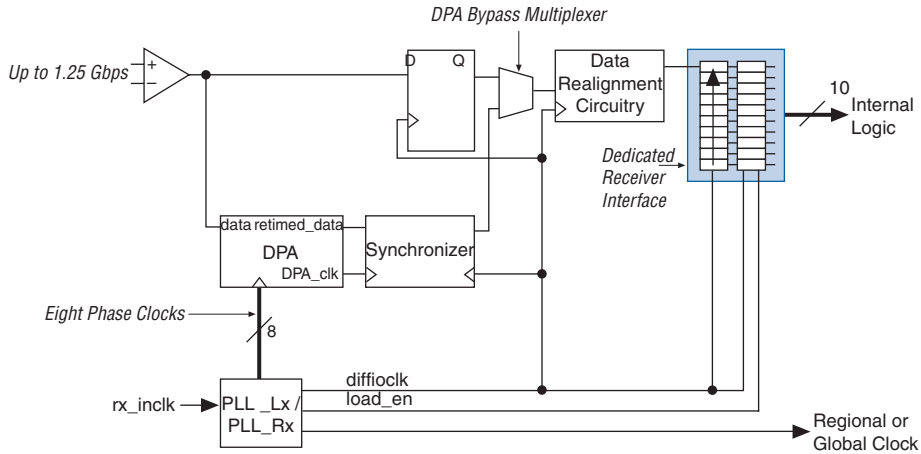 DPA Bypass Multiplexer
Up to 1.25 Gbps
+
−
D
Q
Data
Realignment
Circuitry
10
Internal
Logic
Dedicated
Receiver
Interface
data retimed_data
DPA
DPA_clk
Synchronizer
Eight Phase Clocks
8
rx_inclk
PLL _Lx /
PLL_Rx
diffioclk
load_en
Regional or
Global Clock